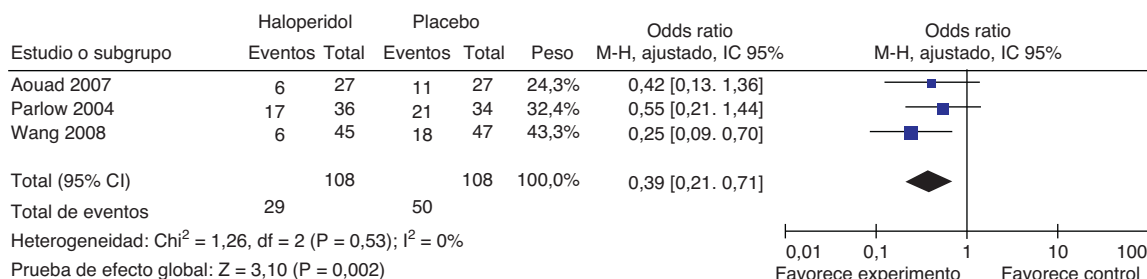 Haloperidol Placebo Odds ratio Odds ratio
Estudio o subgrupo Eventos Total Eventos Total Peso M-H, ajustado, IC 95% M-H, ajustado, IC 95%
Aouad 2007 6 27 11 27 24,3% 0,42 [0,13. 1,36]
Parlow 2004 17 36 21 34 32,4% 0,55 [0,21. 1,44]
Wang 2008 6 45 18 47 43,3% 0,25 [0,09. 0,70]
Total (95% CI) 108 108 100,0% 0,39 [0,21. 0,71]
Total de eventos 29 50
Heterogeneidad: Chi² = 1,26, df = 2 (P = 0,53); I² = 0%
0,01 0,1 1 10 100
Prueba de efecto global: Z = 3,10 (P = 0,002) Favorece experimento Favorece control